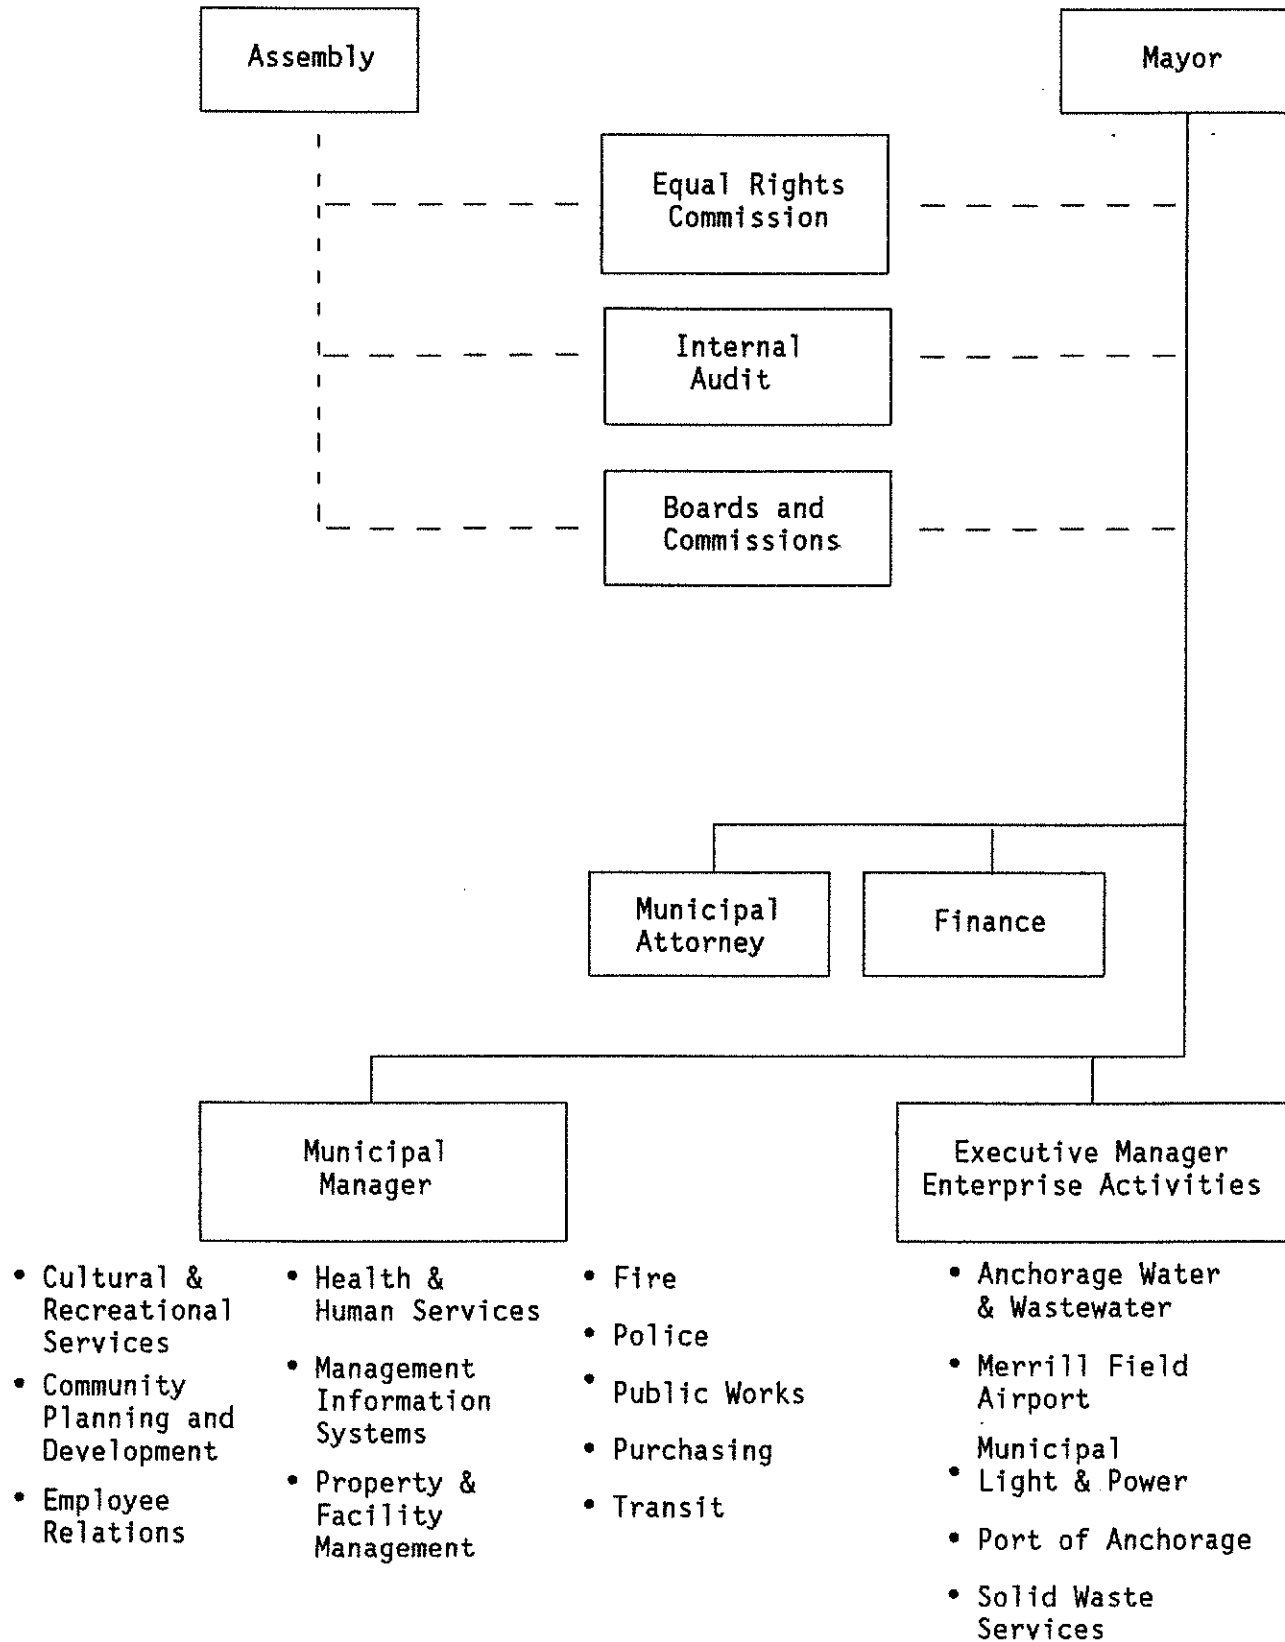 Assembly
Mayor
Equal Rights
Commission
Internal
Audit
Boards and
Commissions
Municipal
Attorney
Finance
Municipal
Manager
Executive Manager
Enterprise Activities
• Cultural &
Recreational
Services
• Community
Planning and
Development
• Employee
Relations
• Health &
Human Services
• Management
Information
Systems
• Property &
Facility
Management
• Fire
• Police
• Public Works
• Purchasing
• Transit
• Anchorage Water
& Wastewater
• Merrill Field
Airport
Municipal
• Light & Power
• Port of Anchorage
• Solid Waste
Services